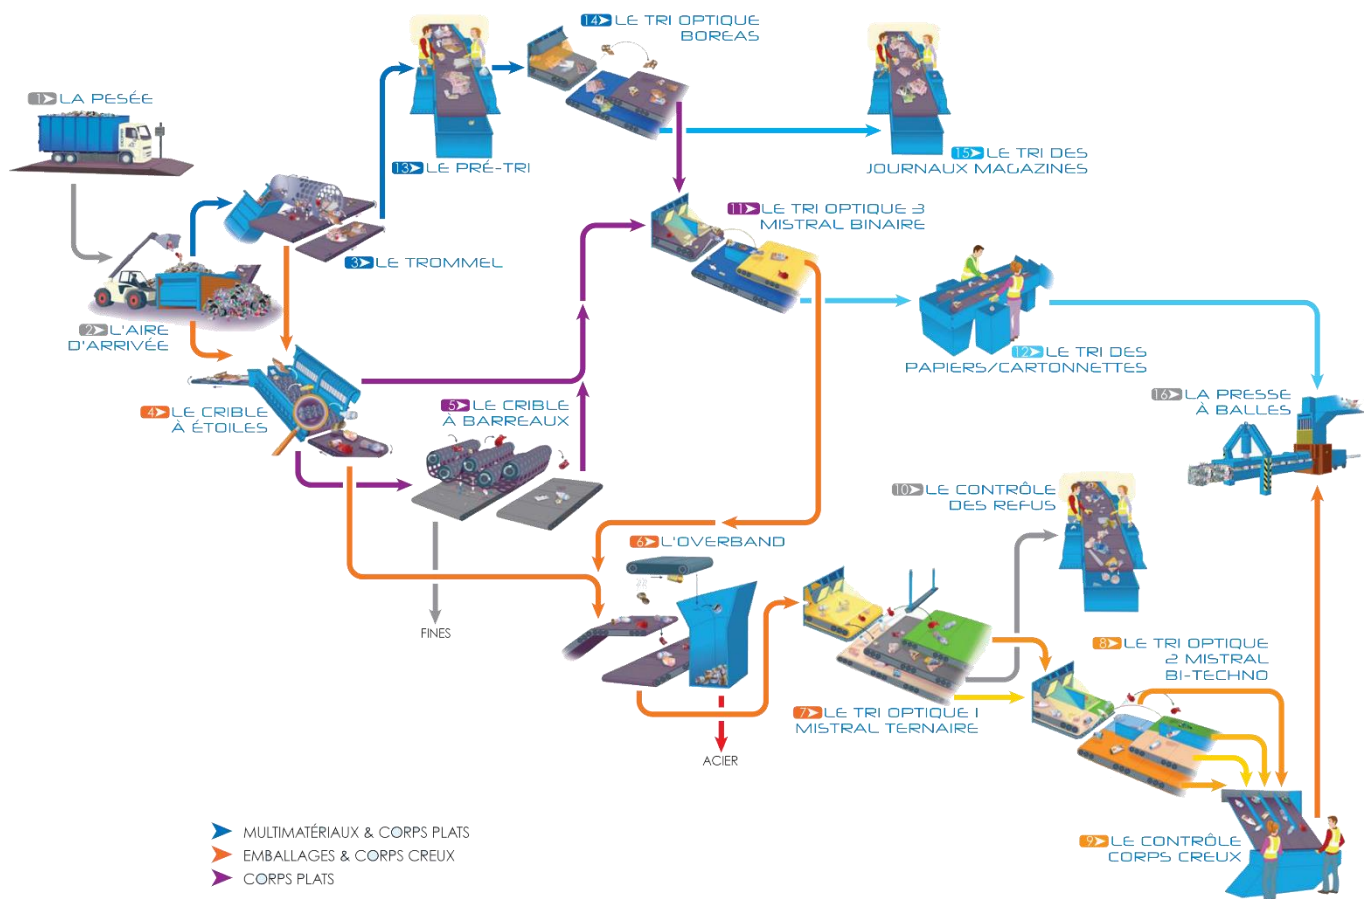 1 LA PESÉE
2 L'AIRE
D'ARRIVÉE
3 LE TROMMEL
4 LE CRIBLE
À ÉTOILES
5 LE CRIBLE
À BARREAUX
FINES
6 L'OVERBAND
ACIER
7 LE TRI OPTIQUE 1
MISTRAL TERNAIRE
8 LE TRI OPTIQUE
2 MISTRAL
BI-TECHNO
9 LE CONTRÔLE
CORPS CREUX
10 LE CONTRÔLE
DES REFUS
11 LE TRI OPTIQUE 3
MISTRAL BINAIRE
12 LE TRI DES
PAPIERS/CARTONNETTES
13 LE PRÉ-TRI
14 LE TRI OPTIQUE
BOREAS
15 LE TRI DES
JOURNAUX MAGAZINES
16 LA PRESSE
À BALLES
MULTIMATÉRIAUX & CORPS PLATS
EMBALLAGES & CORPS CREUX
CORPS PLATS